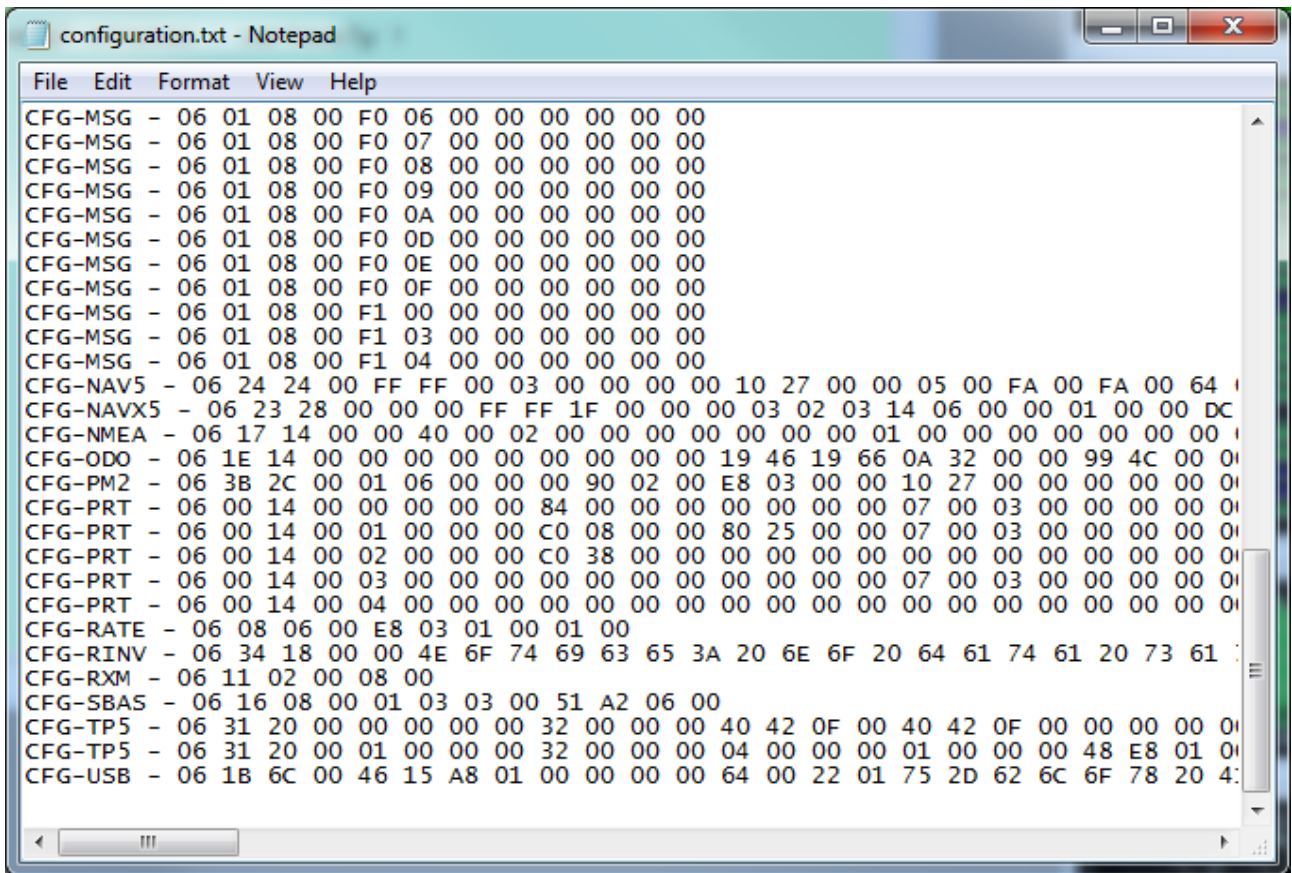 configuration.txt - Notepad
File Edit Format View Help
CFG-MSG - 06 01 08 00 F0 06 00 00 00 00 00 00
CFG-MSG - 06 01 08 00 F0 07 00 00 00 00 00 00
CFG-MSG - 06 01 08 00 F0 08 00 00 00 00 00 00
CFG-MSG - 06 01 08 00 F0 09 00 00 00 00 00 00
CFG-MSG - 06 01 08 00 F0 0A 00 00 00 00 00 00
CFG-MSG - 06 01 08 00 F0 0D 00 00 00 00 00 00
CFG-MSG - 06 01 08 00 F0 0E 00 00 00 00 00 00
CFG-MSG - 06 01 08 00 F0 0F 00 00 00 00 00 00
CFG-MSG - 06 01 08 00 F1 00 00 00 00 00 00 00
CFG-MSG - 06 01 08 00 F1 03 00 00 00 00 00 00
CFG-MSG - 06 01 08 00 F1 04 00 00 00 00 00 00
CFG-NAV5 - 06 24 24 00 FF FF 00 03 00 00 00 00 10 27 00 00 05 00 FA 00 FA 00 64
CFG-NAVX5 - 06 23 28 00 00 00 FF FF 1F 00 00 00 03 02 03 14 06 00 00 01 00 00 DC
CFG-NMEA - 06 17 14 00 00 40 00 02 00 00 00 00 00 00 00 01 00 00 00 00 00 00 00
CFG-ODO - 06 1E 14 00 00 00 00 00 00 00 00 00 19 46 19 66 0A 32 00 00 99 4C 00
CFG-PM2 - 06 3B 2C 00 01 06 00 00 00 90 02 00 E8 03 00 00 10 27 00 00 00 00 00
CFG-PRT - 06 00 14 00 00 00 00 00 84 00 00 00 00 00 00 00 07 00 03 00 00 00 00
CFG-PRT - 06 00 14 00 01 00 00 00 C0 08 00 00 80 25 00 00 07 00 03 00 00 00 00
CFG-PRT - 06 00 14 00 02 00 00 00 C0 38 00 00 00 00 00 00 00 00 00 00 00 00 00
CFG-PRT - 06 00 14 00 03 00 00 00 00 00 00 00 00 00 00 00 07 00 03 00 00 00 00
CFG-PRT - 06 00 14 00 04 00 00 00 00 00 00 00 00 00 00 00 00 00 00 00 00 00 00
CFG-RATE - 06 08 06 00 E8 03 01 00 01 00
CFG-RINV - 06 34 18 00 00 4E 6F 74 69 63 65 3A 20 6E 6F 20 64 61 74 61 20 73 61
CFG-RXM - 06 11 02 00 08 00
CFG-SBAS - 06 16 08 00 01 03 03 00 51 A2 06 00
CFG-TP5 - 06 31 20 00 00 00 00 00 32 00 00 00 40 42 0F 00 40 42 0F 00 00 00 00
CFG-TP5 - 06 31 20 00 01 00 00 00 32 00 00 00 04 00 00 00 01 00 00 00 48 E8 01
CFG-USB - 06 1B 6C 00 46 15 A8 01 00 00 00 00 64 00 22 01 75 2D 62 6C 6F 78 20